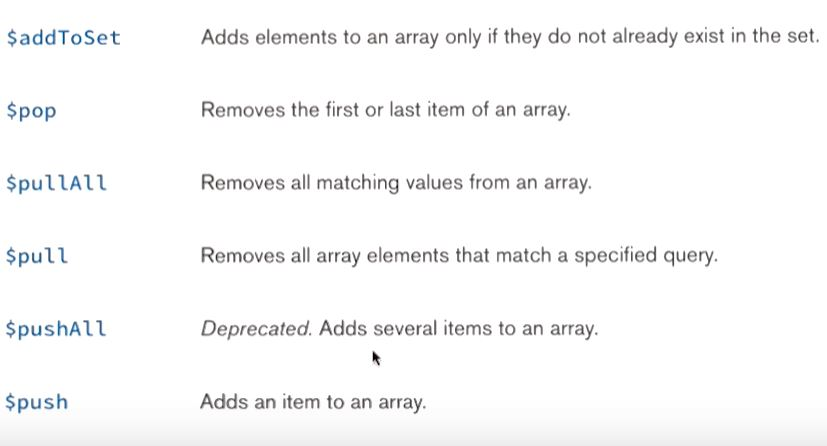 $addToSet Adds elements to an array only if they do not already exist in the set.
$pop Removes the first or last item of an array.
$pullAll Removes all matching values from an array.
$pull Removes all array elements that match a specified query.
$pushAll Deprecated. Adds several items to an array.
$push Adds an item to an array.